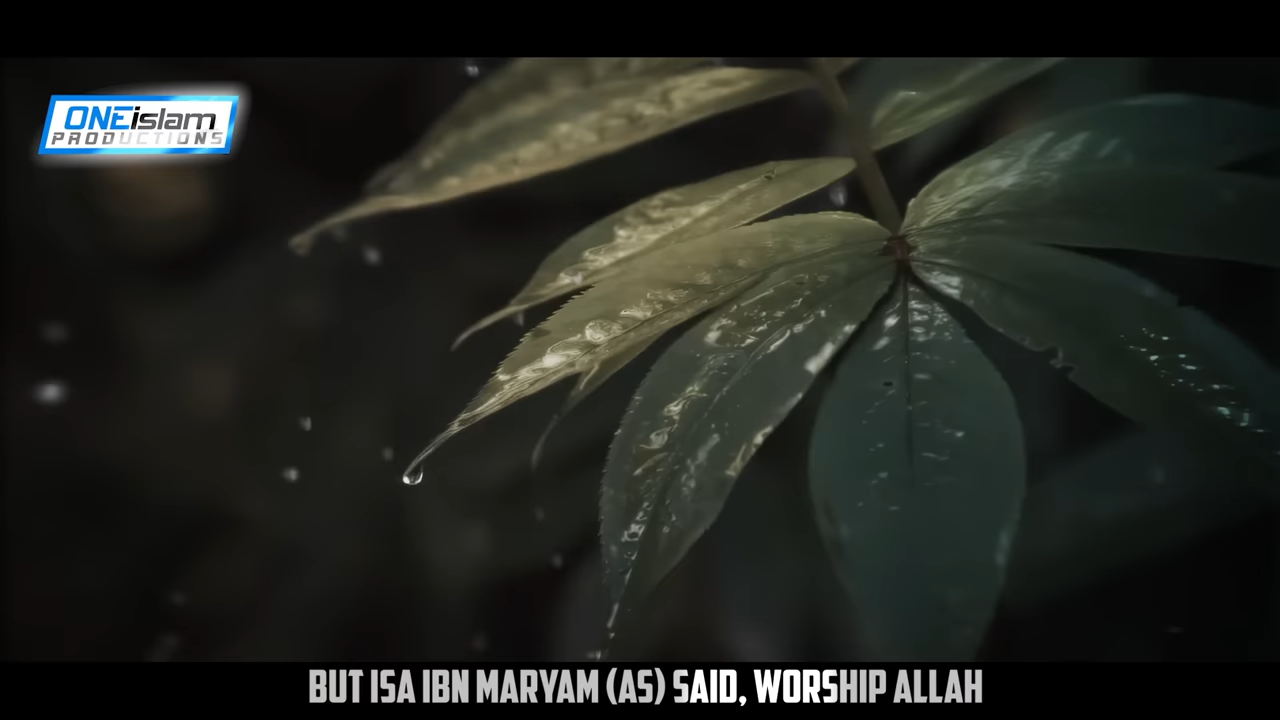 ONEislam
PRODUCTIONS
BUT ISA IBN MARYAM (AS) SAID, WORSHIP ALLAH